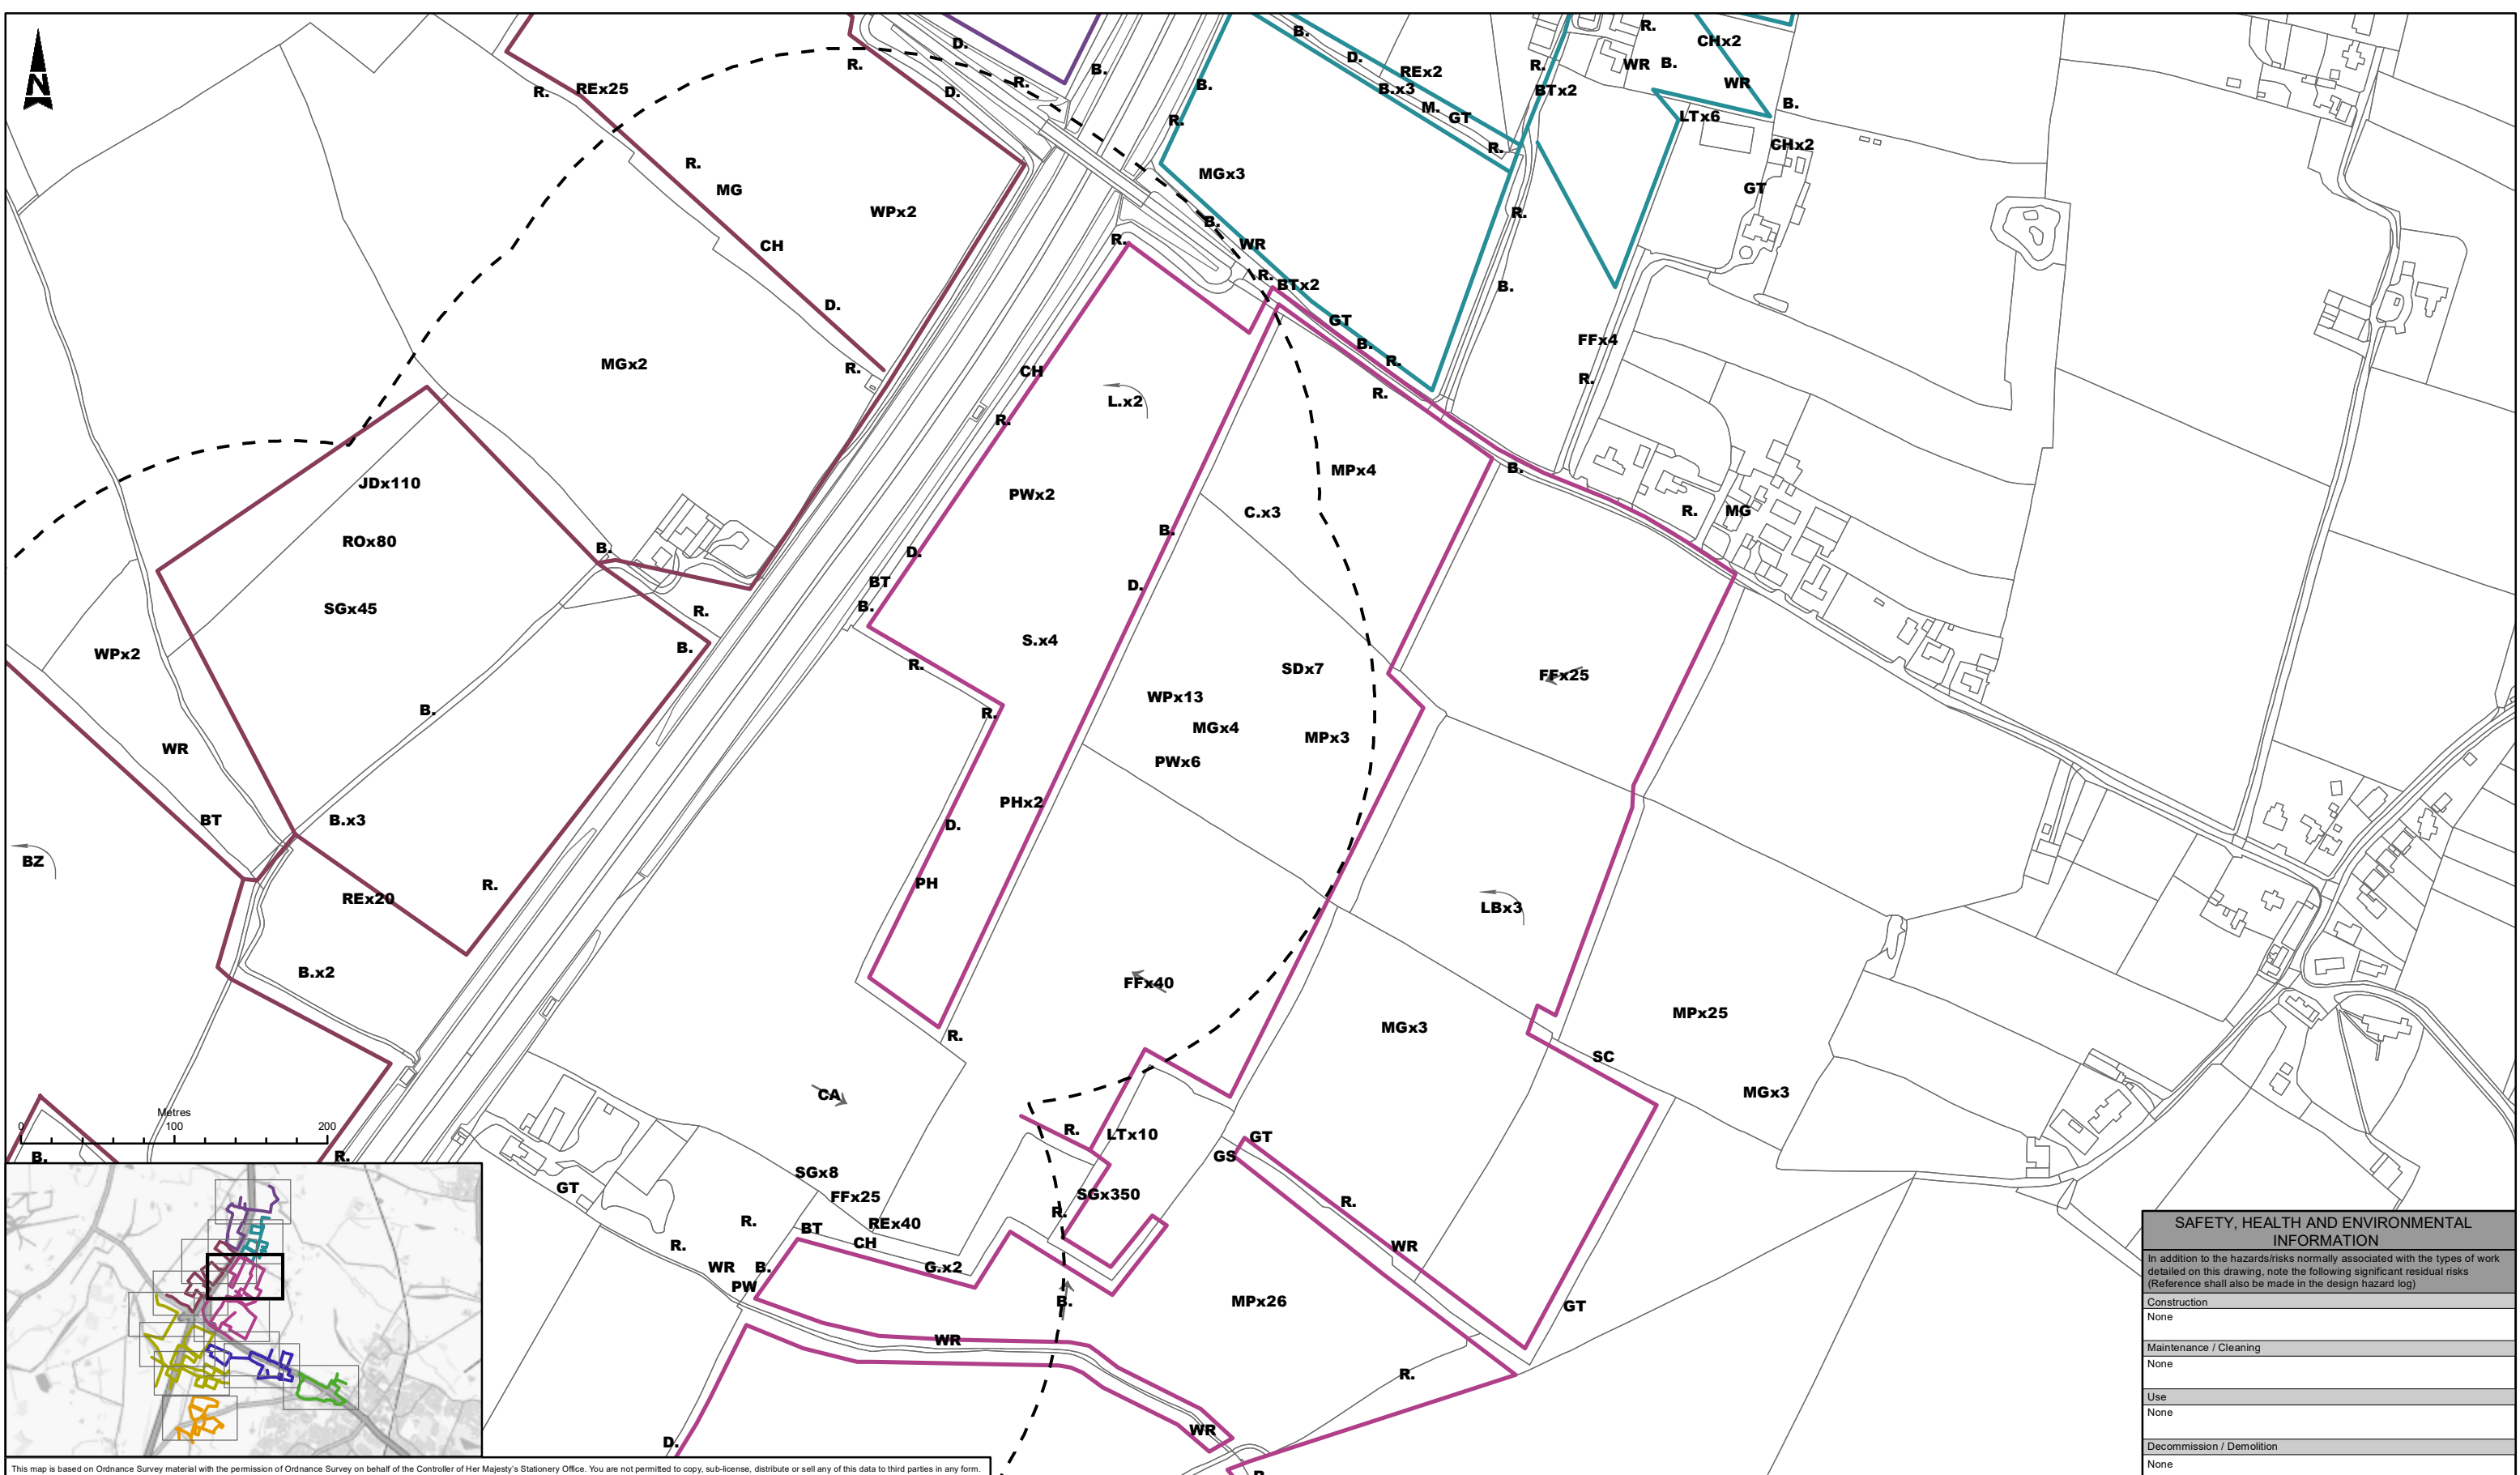 N
D.
R.
R.
B.
R.
REx25
D.
R.
MG
WPx2
CH
D.
MGx2
R.
B.
D.
REx2
B.x3
M.
GT
B.
R.
MGx3
R.
R.
BTx2
R.
WR
B.
CHx2
WR
B.
LTx6
CHx2
GT
R.
B.
B.
WR
R.
BTx2
GT
B.
R.
R.
FFx4
R.
R.
CH
R.
L.x2
JDx110
ROx80
SGx45
WPx2
B.
R.
B.
PWx2
MPx4
C.x3
B.
B.
R.
MG
D.
BT
B.
D.
R.
S.x4
SDx7
FFx25
WPx13
MGx4
MPx3
R.
B.
WR
PWx6
BT
B.x3
PHx2
D.
BZ
REx20
R.
PH
LBx3
B.x2
FFx40
MGx3
MPx25
R.
SC
CA
MGx3
Metres
0 100 200
B.
R.
R.
LTx10
GT
GS
SGx8
GT
FFx25
SGx350
R.
R.
REx40
BT
CH
R.
R.
WR
B.
G.x2
WR
PW
B.
MPx26
GT
WR
R.
WR
D.
SAFETY, HEALTH AND ENVIRONMENTAL
INFORMATION
In addition to the hazards/risks normally associated with the types of work
detailed on this drawing, note the following significant residual risks
(Reference shall also be made in the design hazard log)
Construction
None
Maintenance / Cleaning
None
Use
None
Decommission / Demolition
None
This map is based on Ordnance Survey material with the permission of Ordnance Survey on behalf of the Controller of Her Majesty's Stationery Office. You are not permitted to copy, sub-license, distribute or sell any of this data to third parties in any form.